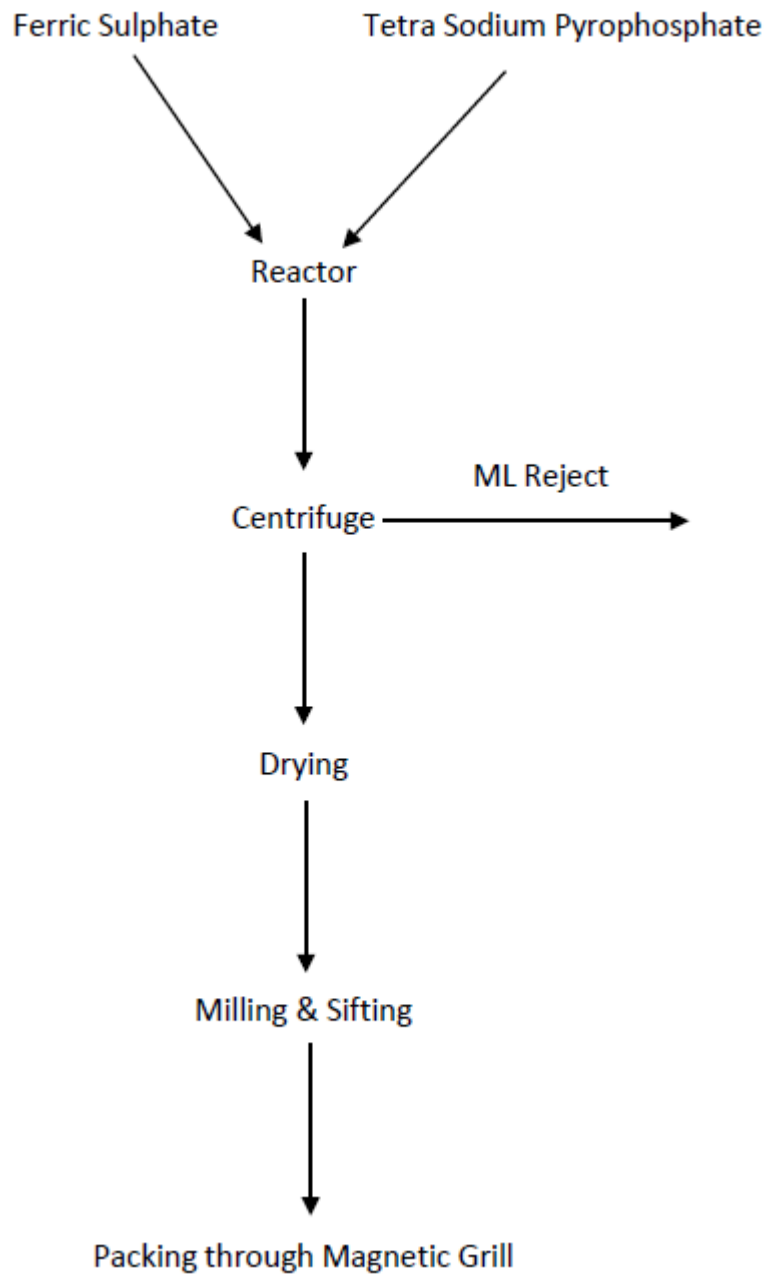 Ferric Sulphate
Tetra Sodium Pyrophosphate
Reactor
ML Reject
Centrifuge
Drying
Milling & Sifting
Packing through Magnetic Grill